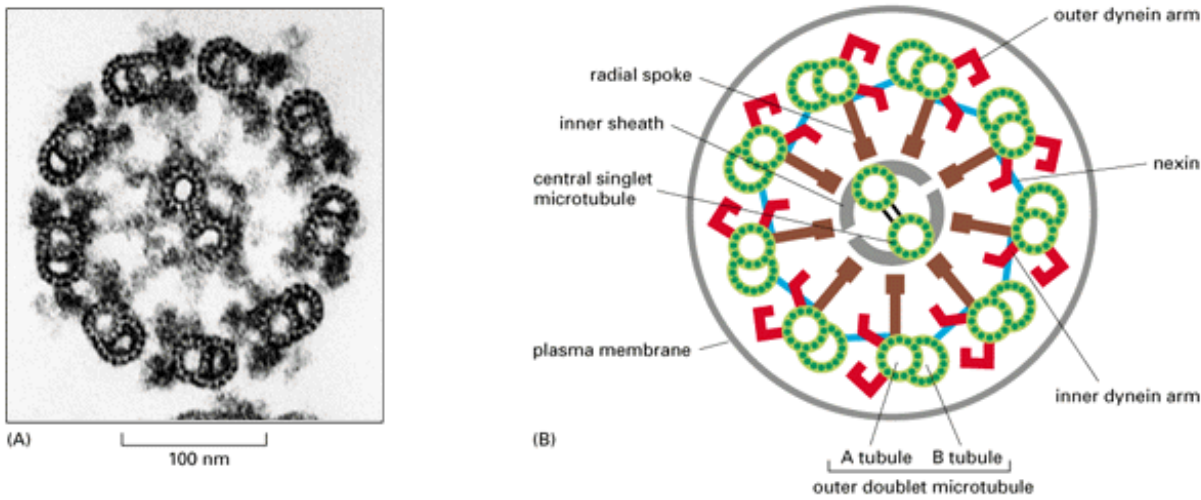 outer dynein arm
radial spoke
inner sheath
central singlet
microtubule
nexin
plasma membrane
inner dynein arm
(A)
100 nm
(B)
A tubule B tubule
outer doublet microtubule